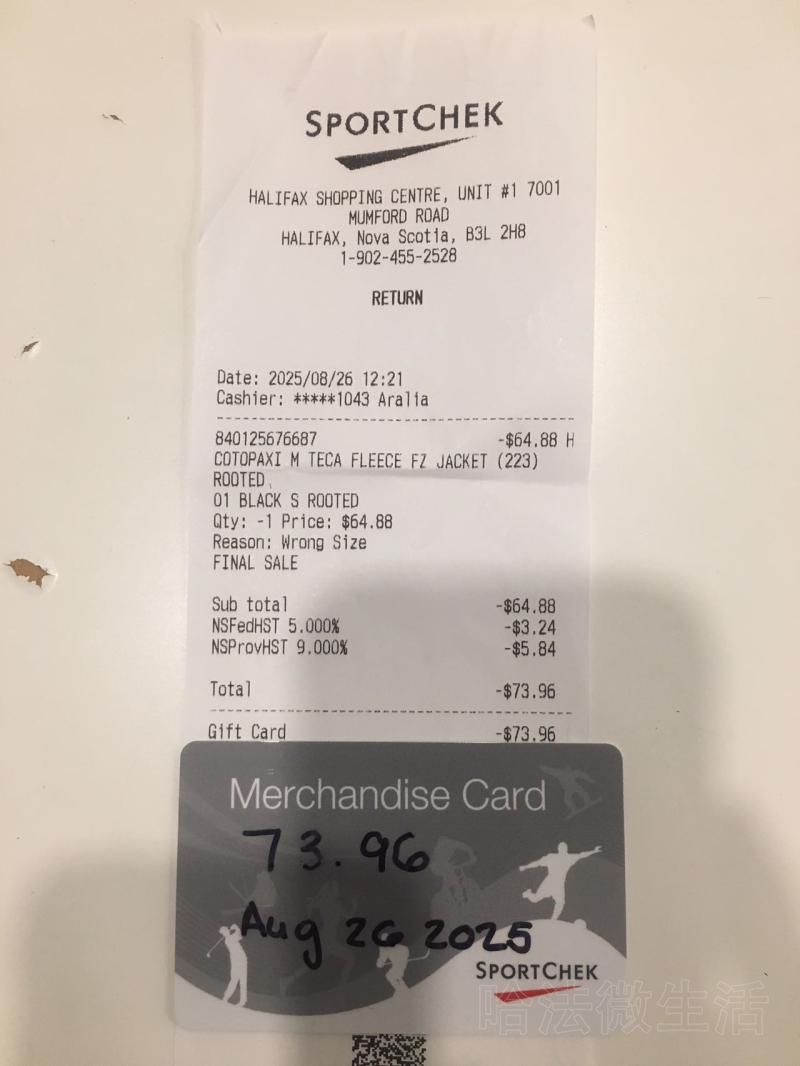 SPORTCHEK
HALIFAX SHOPPING CENTRE, UNIT #1 7001
MUMFORD ROAD
HALIFAX, Nova Scotia, B3L 2H8
1-902-455-2528
RETURN
Date: 2025/08/26 12:21
Cashier: *****1043 Aralia
840125676687 -$64.88 H
COTOPAXI M TECA FLEECE FZ JACKET (223)
ROOTED
01 BLACK S ROOTED
Qty: -1 Price: $64.88
Reason: Wrong Size
FINAL SALE
Sub total -$64.88
NSFedHST 5.000% -$3.24
NSProvHST 9.000% -$5.84
Total -$73.96
Gift Card -$73.96
Merchandise Card
73.96
Aug 26 2025
SPORTCHEK
哈法微生活